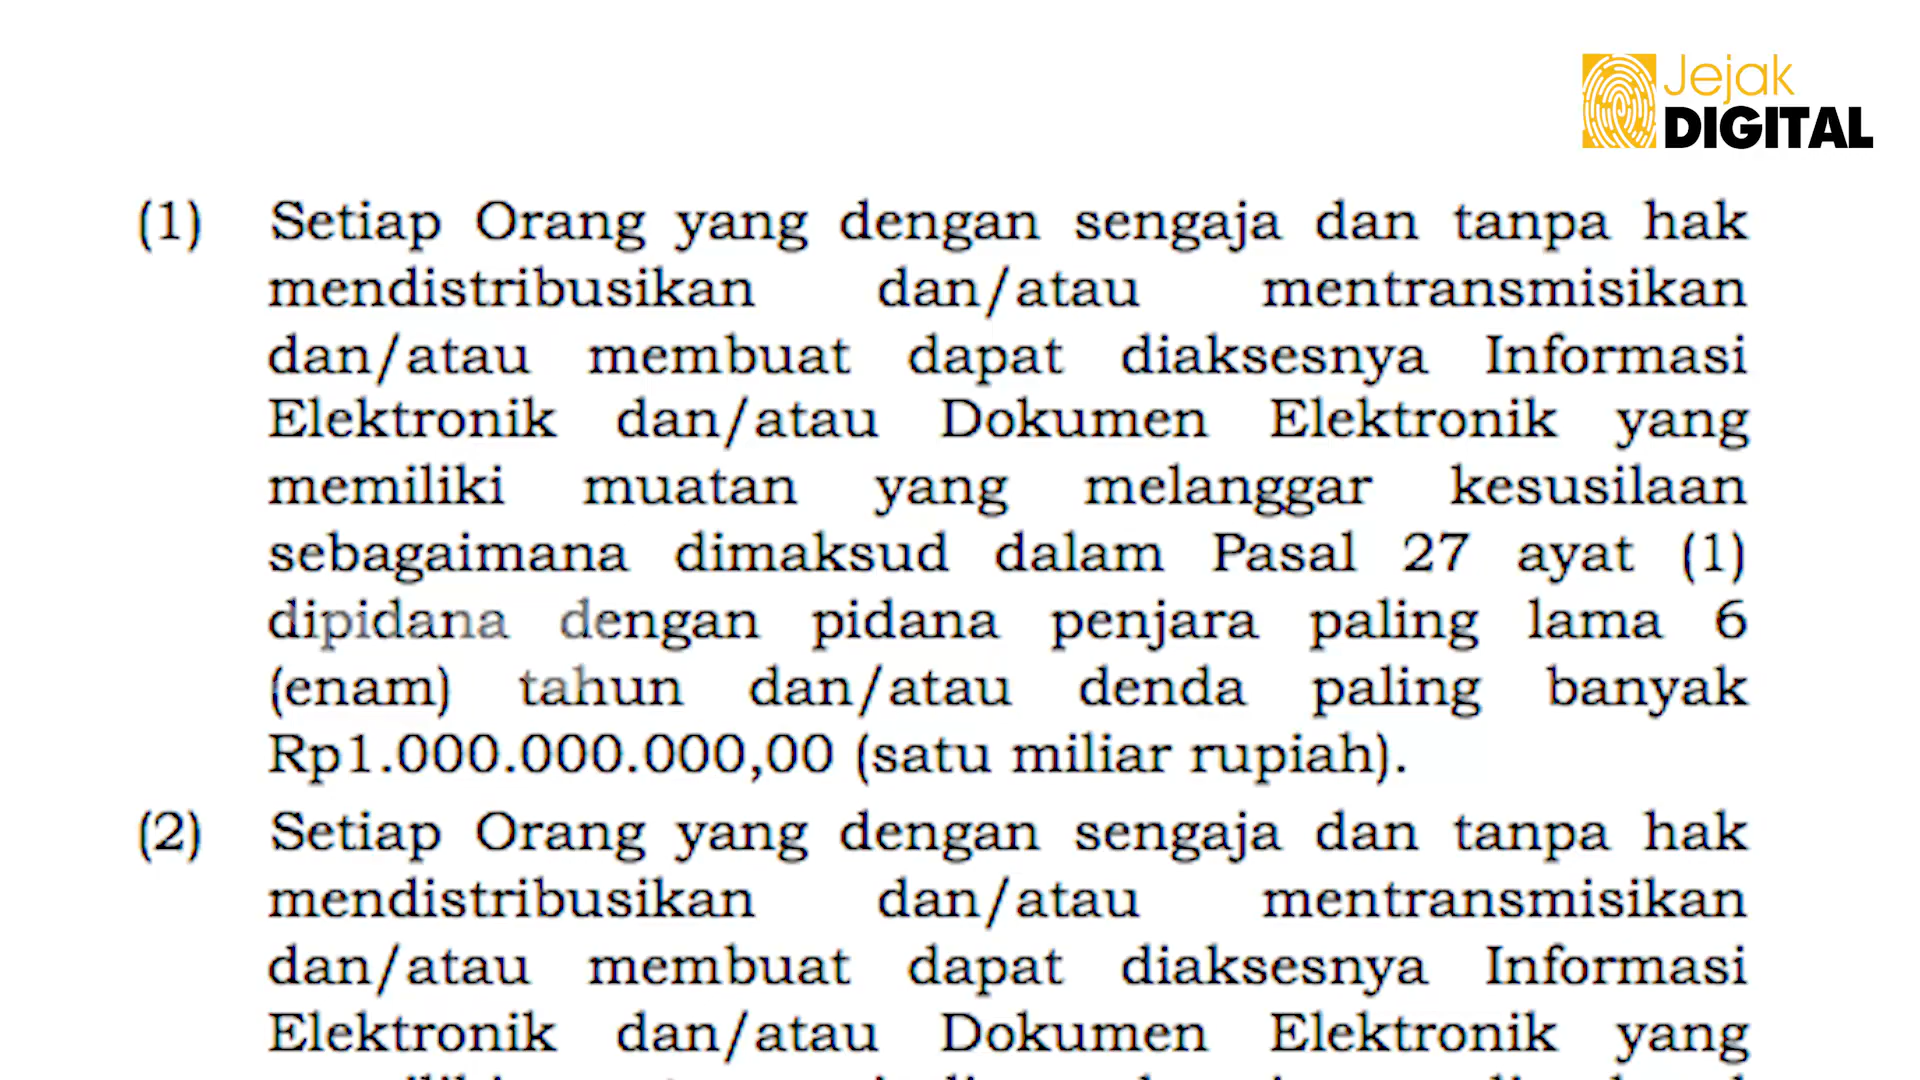 Jejak
DIGITAL
(1) Setiap Orang yang dengan sengaja dan tanpa hak
mendistribusikan dan/atau mentransmisikan
dan/atau membuat dapat diaksesnya Informasi
Elektronik dan/atau Dokumen Elektronik yang
memiliki muatan yang melanggar kesusilaan
sebagaimana dimaksud dalam Pasal 27 ayat (1)
dipidana dengan pidana penjara paling lama 6
(enam) tahun dan/atau denda paling banyak
Rp1.000.000.000,00 (satu miliar rupiah).
(2) Setiap Orang yang dengan sengaja dan tanpa hak
mendistribusikan dan/atau mentransmisikan
dan/atau membuat dapat diaksesnya Informasi
Elektronik dan/atau Dokumen Elektronik yang